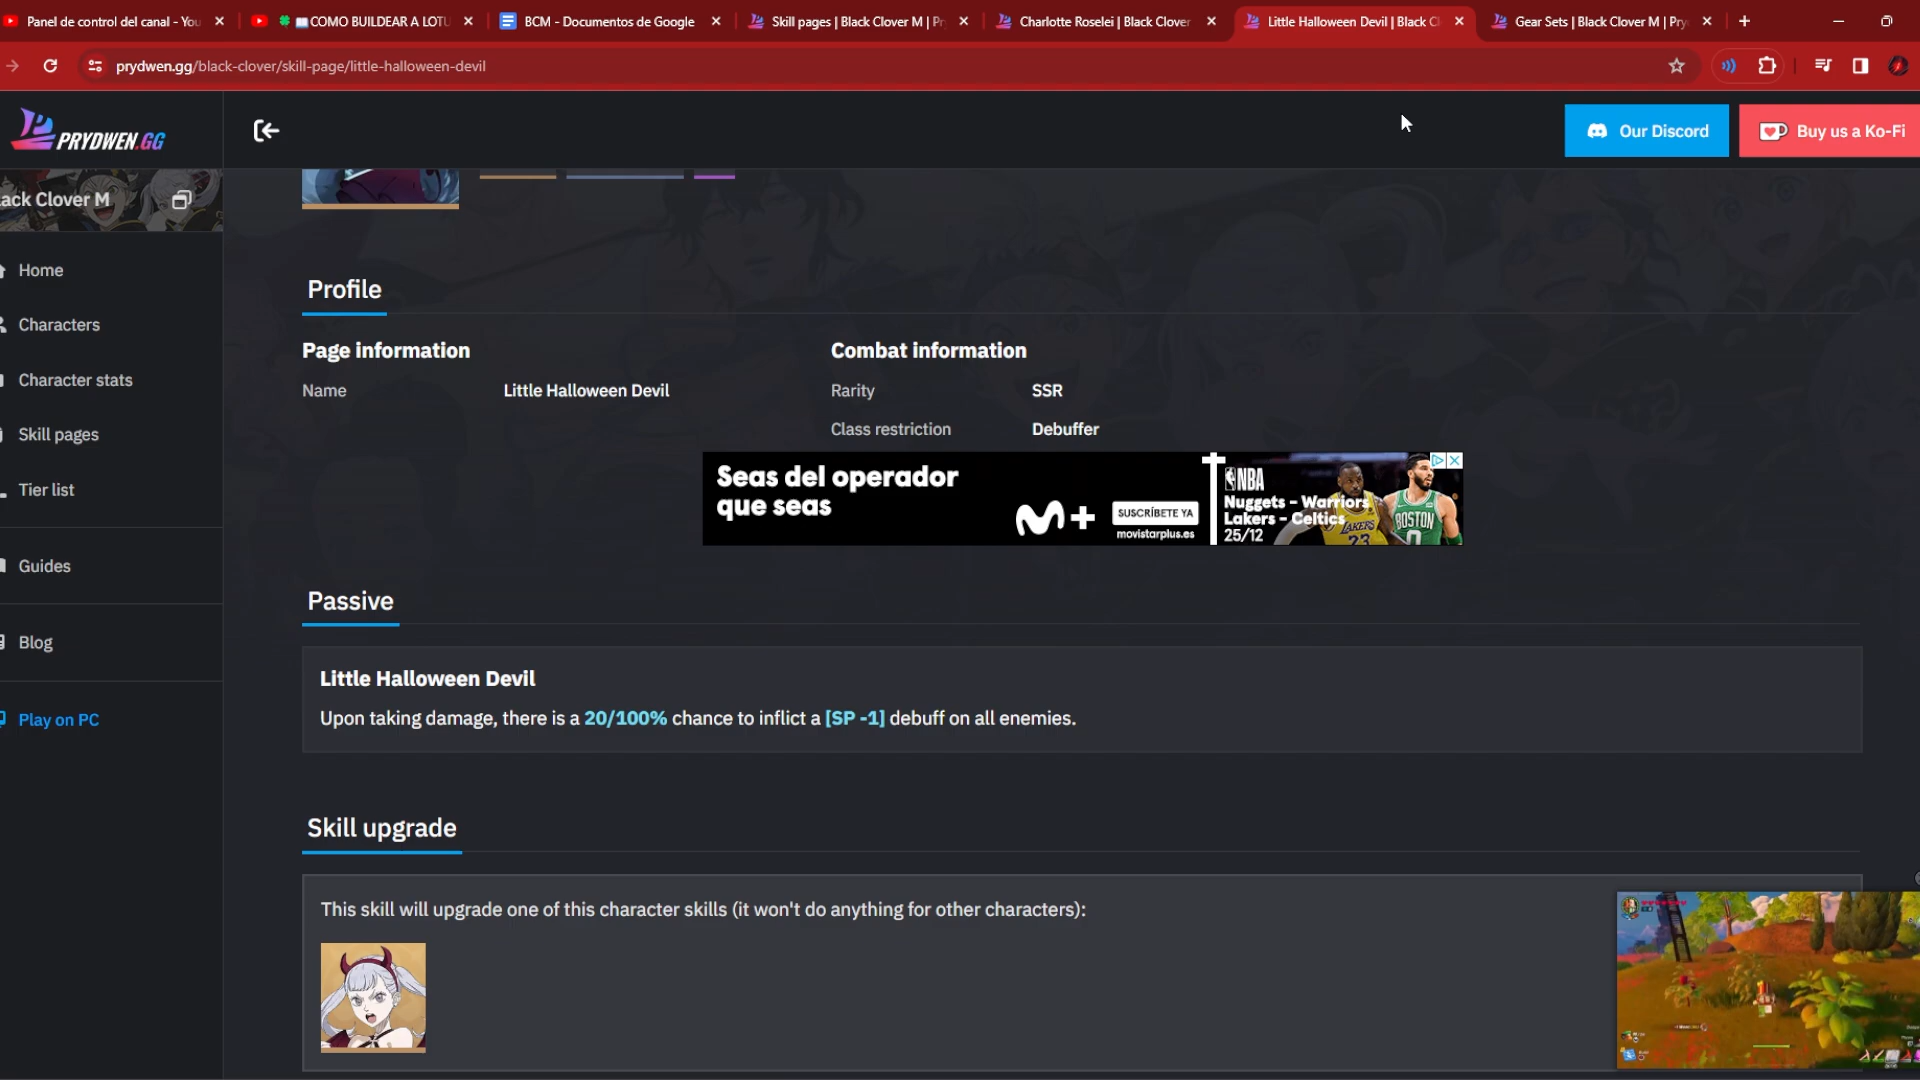 Panel de control del canal - You
COMO BUILDEAR A LOTU
BCM - Documentos de Google
Skill pages | Black Clover M | Pr
Charlotte Roselei | Black Clover
Little Halloween Devil | Black C
Gear Sets | Black Clover M | Pry
prydwen.gg/black-clover/skill-page/little-halloween-devil
PRYDWEN.GG
Our Discord
Buy us a Ko-Fi
ack Clover M
Home
Characters
Character stats
Skill pages
Tier list
Guides
Blog
Play on PC
Profile
Page information
Name Little Halloween Devil
Combat information
Rarity SSR
Class restriction Debuffer
Seas del operador
que seas
M+
SUSCRÍBETE YA
movistarplus.es
NBA
Nuggets - Warriors
Lakers - Celtics
25/12
LAKERS
23
BOSTON
Passive
Little Halloween Devil
Upon taking damage, there is a 20/100% chance to inflict a [SP -1] debuff on all enemies.
Skill upgrade
This skill will upgrade one of this character skills (it won't do anything for other characters):